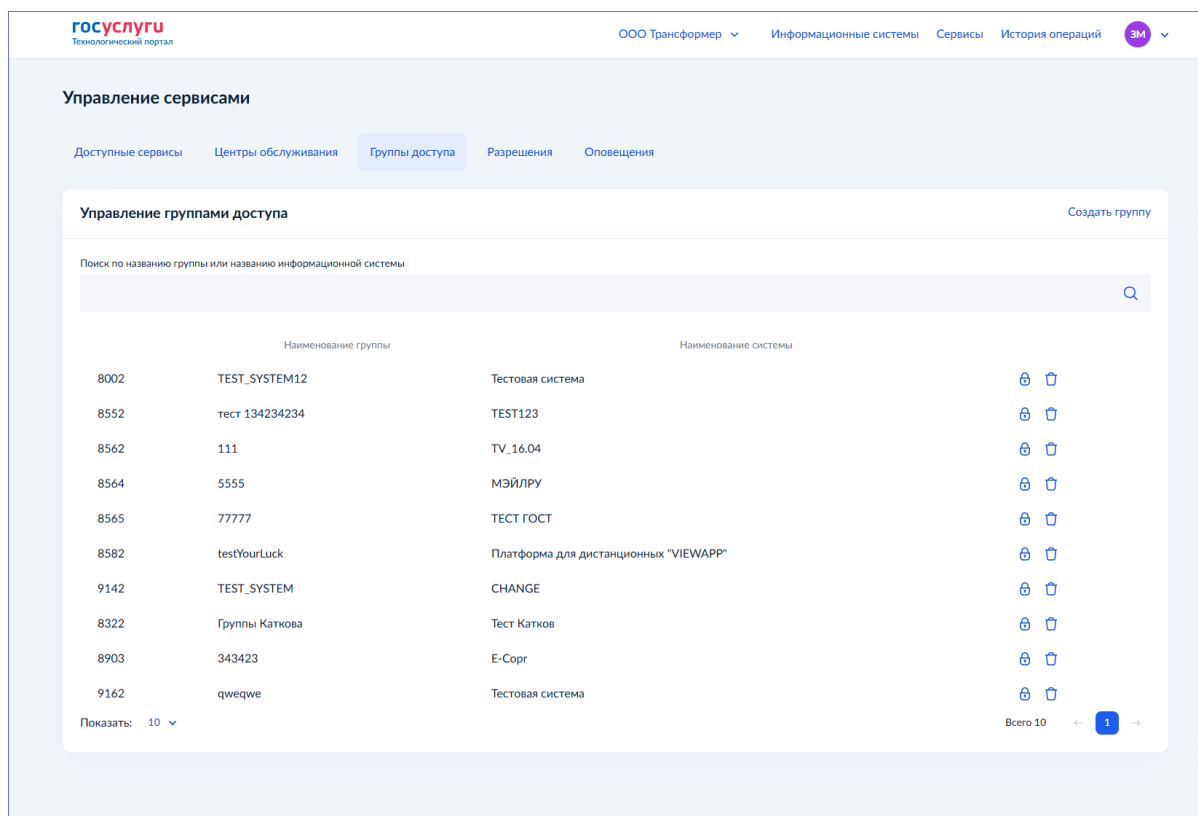 госуслуги
Технологический портал
ООО Трансформер Информационные системы Сервисы История операций ЗМ
Управление сервисами
Доступные сервисы Центры обслуживания Группы доступа Разрешения Оповещения
Управление группами доступа Создать группу
Поиск по названию группы или названию информационной системы
Наименование группы Наименование системы
8002 TEST_SYSTEM12 Тестовая система
8552 тест 134234234 TEST123
8562 111 TV_16.04
8564 5555 МЭЙЛРУ
8565 77777 ТЕСТ ГОСТ
8582 testYourLuck Платформа для дистанционных "VIEWAPP"
9142 TEST_SYSTEM CHANGE
8322 Группы Каткова Тест Катков
8903 343423 E-Copr
9162 qweqwe Тестовая система
Показать: 10 Всего 10 ← 1 →